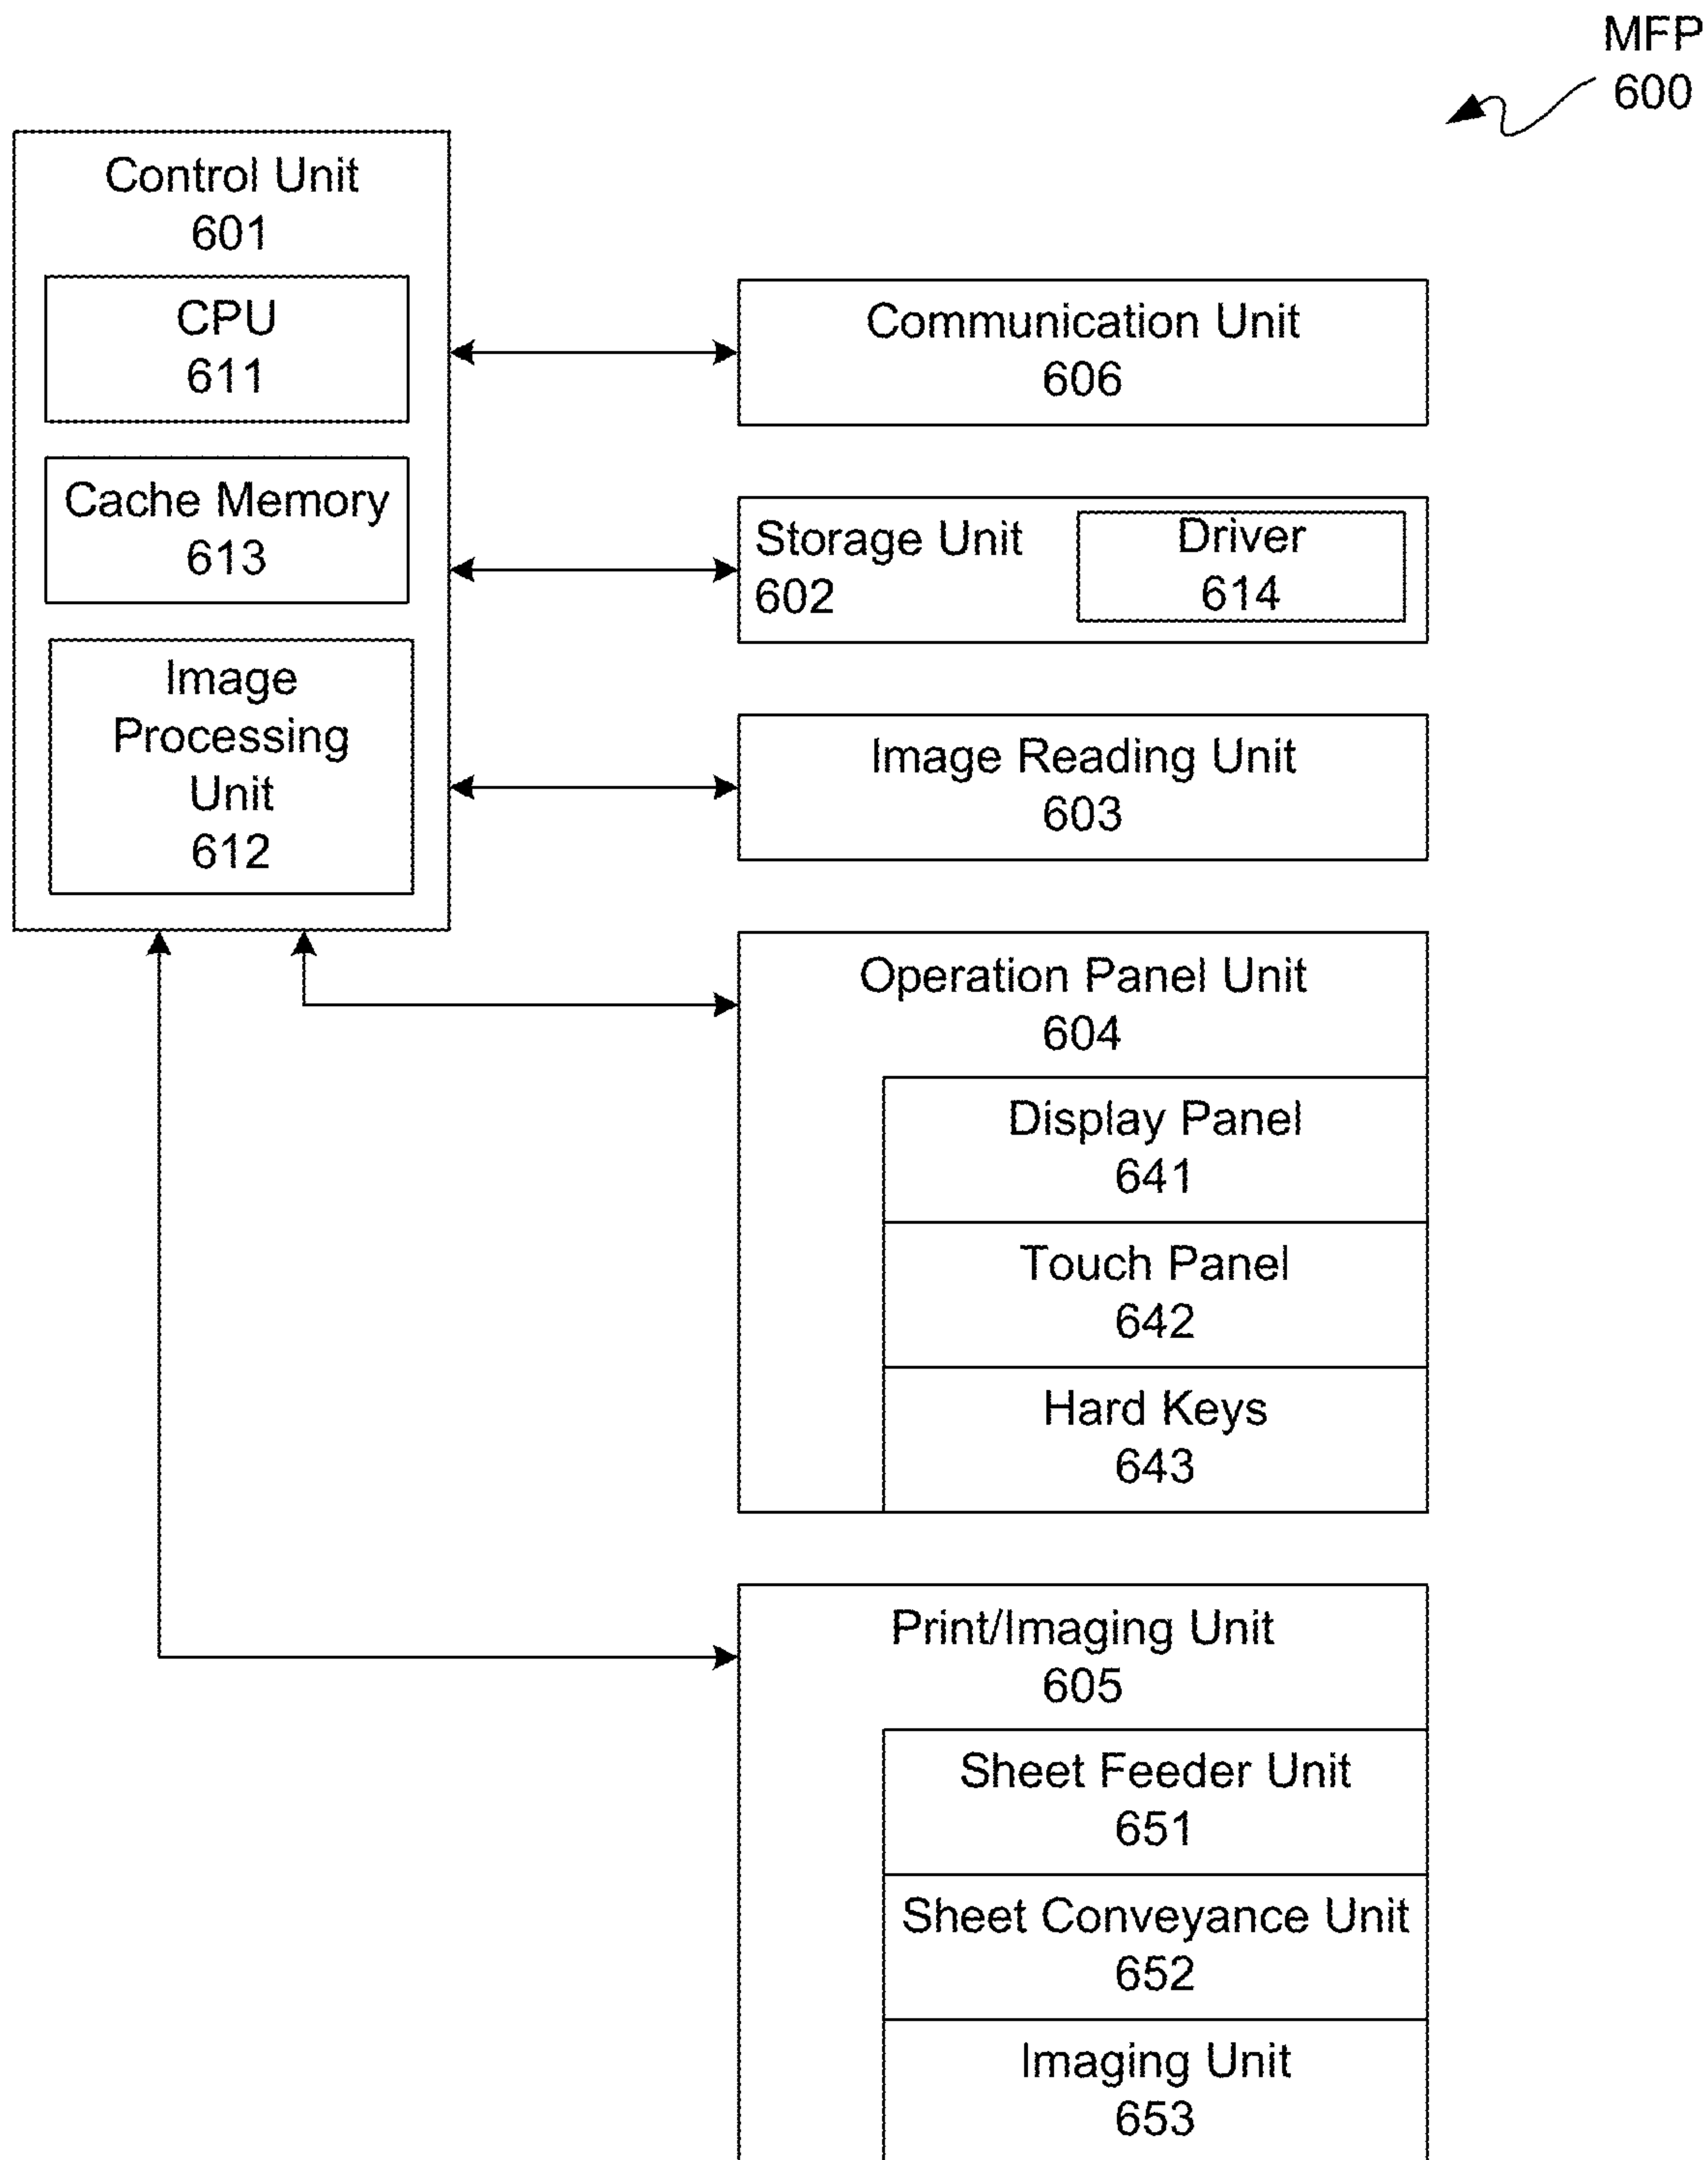 MFP
600
Control Unit
601
CPU
611
Cache Memory
613
Image
Processing
Unit
612
Communication Unit
606
Storage Unit
602
Driver
614
Image Reading Unit
603
Operation Panel Unit
604
Display Panel
641
Touch Panel
642
Hard Keys
643
Print/Imaging Unit
605
Sheet Feeder Unit
651
Sheet Conveyance Unit
652
Imaging Unit
653